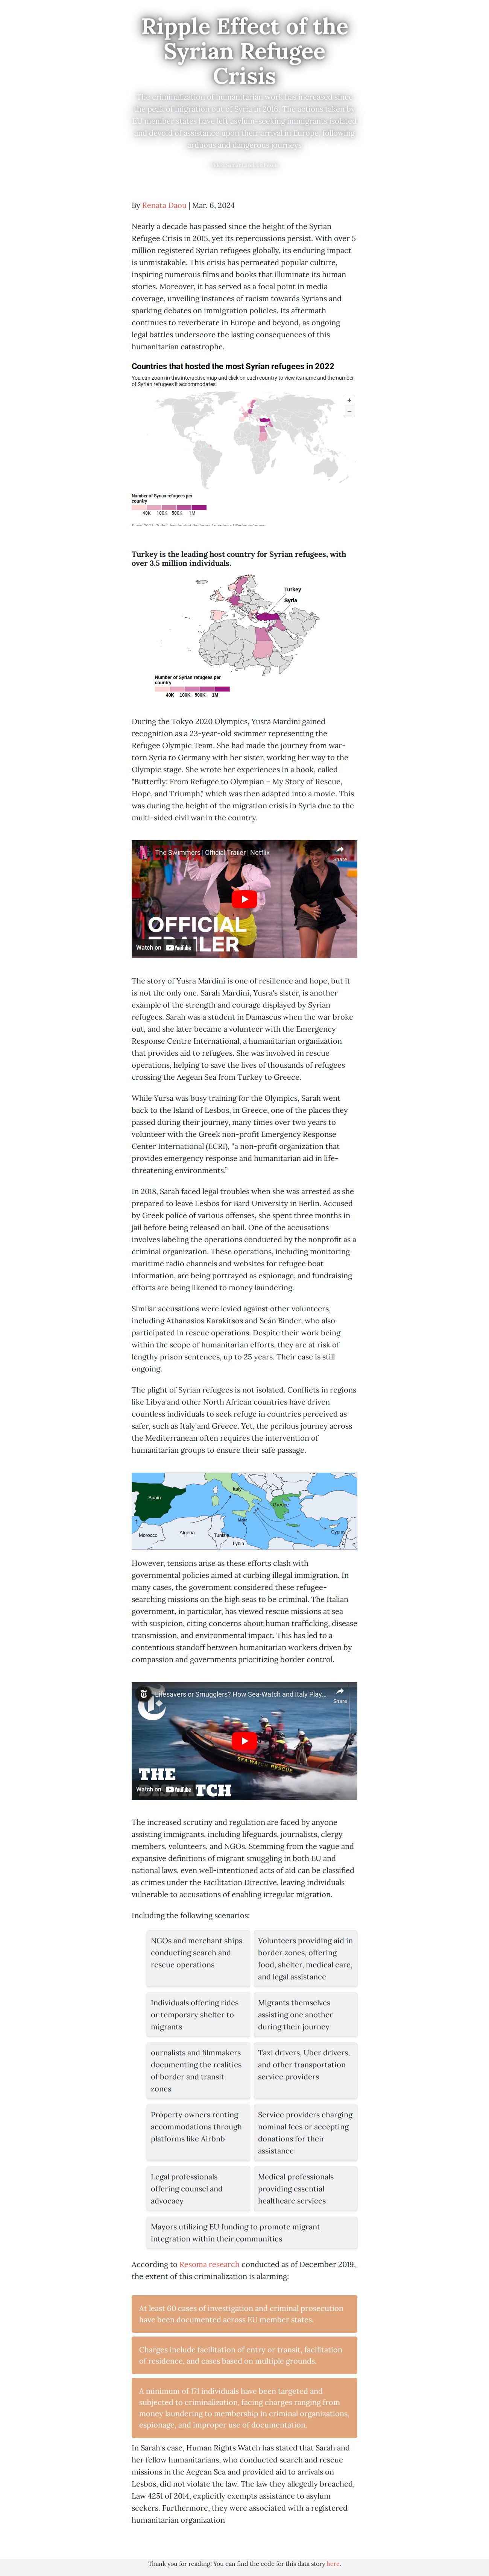 Ripple Effect of the
Syrian Refugee
Crisis
The criminalization of humanitarian work has increased since
the peak of migration out of Syria in 2015. The actions taken by
EU member states have left asylum-seeking immigrants isolated
and devoid of assistance upon their arrival in Europe, following
arduous and dangerous journeys.
By Renata Daou | Mar. 6, 2024
Nearly a decade has passed since the height of the Syrian
Refugee Crisis in 2015, yet its repercussions persist. With over 5
million registered Syrian refugees globally, its enduring impact
is unmistakable. This crisis has permeated popular culture,
inspiring numerous films and books that illuminate its human
stories. Moreover, it has served as a focal point in media
coverage, unveiling instances of racism towards Syrians and
sparking debates on immigration policies. Its aftermath
continues to reverberate in Europe and beyond, as ongoing
legal battles underscore the lasting consequences of this
humanitarian catastrophe.
Countries that hosted the most Syrian refugees in 2022
You can zoom in this interactive-map and click on each country to view its name and the number
of Syrian refugees it accommodates.
+
−
Number of Syrian refugees per
country
40K 100K 500K 1M
Turkey is the leading host country for Syrian refugees, with
over 3.5 million individuals.
Turkey
Syria
Number of Syrian refugees per
country
40K 100K 500K 1M
During the Tokyo 2020 Olympics, Yusra Mardini gained
recognition as a 23-year-old swimmer representing the
Refugee Olympic Team. She had made the journey from war-
torn Syria to Germany with her sister, working her way to the
Olympic stage. She wrote her experiences in a book, called
"Butterfly: From Refugee to Olympian – My Story of Rescue,
Hope, and Triumph," which was then adapted into a movie. This
was during the height of the migration crisis in Syria due to the
multi-sided civil war in the country.
The Swimmers | Official Trailer | Netflix
Share
OFFICIAL
TRAILER
Watch on YouTube
The story of Yusra Mardini is one of resilience and hope, but it
is not the only one. Sarah Mardini, Yusra's sister, is another
example of the strength and courage displayed by Syrian
refugees. Sarah was a student in Damascus when the war broke
out, and she later became a volunteer with the Emergency
Response Centre International, a humanitarian organization
that provides aid to refugees. She was involved in rescue
operations, helping to save the lives of thousands of refugees
crossing the Aegean Sea from Turkey to Greece.
While Yursa was busy training for the Olympics, Sarah went
back to the Island of Lesbos, in Greece, one of the places they
passed during their journey, many times over two years to
volunteer with the Greek non-profit Emergency Response
Center International (ECRI), “a non-profit organization that
provides emergency response and humanitarian aid in life-
threatening environments.”
In 2018, Sarah faced legal troubles when she was arrested as she
prepared to leave Lesbos for Bard University in Berlin. Accused
by Greek police of various offenses, she spent three months in
jail before being released on bail. One of the accusations
involves labeling the operations conducted by the nonprofit as a
criminal organization. These operations, including monitoring
maritime radio channels and websites for refugee boat
information, are being portrayed as espionage, and fundraising
efforts are being likened to money laundering.
Similar accusations were levied against other volunteers,
including Athanasios Karakitsos and Seán Binder, who also
participated in rescue operations. Despite their work being
within the scope of humanitarian efforts, they are at risk of
lengthy prison sentences, up to 25 years. Their case is still
ongoing.
The plight of Syrian refugees is not isolated. Conflicts in regions
like Libya and other North African countries have driven
countless individuals to seek refuge in countries perceived as
safer, such as Italy and Greece. Yet, the perilous journey across
the Mediterranean often requires the intervention of
humanitarian groups to ensure their safe passage.
Spain
Italy
Greece
Malta
Cyprus
Morocco
Algeria
Tunisia
Lybia
However, tensions arise as these efforts clash with
governmental policies aimed at curbing illegal immigration. In
many cases, the government considered these refugee-
searching missions on the high seas to be criminal. The Italian
government, in particular, has viewed rescue missions at sea
with suspicion, citing concerns about human trafficking, disease
transmission, and environmental impact. This has led to a
contentious standoff between humanitarian workers driven by
compassion and governments prioritizing border control.
Lifesavers or Smugglers? How Sea-Watch and Italy Play...
Share
SEA-WATCH RESCUE
THE
DISPATCH
Watch on YouTube
The increased scrutiny and regulation are faced by anyone
assisting immigrants, including lifeguards, journalists, clergy
members, volunteers, and NGOs. Stemming from the vague and
expansive definitions of migrant smuggling in both EU and
national laws, even well-intentioned acts of aid can be classified
as crimes under the Facilitation Directive, leaving individuals
vulnerable to accusations of enabling irregular migration.
Including the following scenarios:
NGOs and merchant ships
conducting search and
rescue operations
Volunteers providing aid in
border zones, offering
food, shelter, medical care,
and legal assistance
Individuals offering rides
or temporary shelter to
migrants
Migrants themselves
assisting one another
during their journey
ournalists and filmmakers
documenting the realities
of border and transit
zones
Taxi drivers, Uber drivers,
and other transportation
service providers
Property owners renting
accommodations through
platforms like Airbnb
Service providers charging
nominal fees or accepting
donations for their
assistance
Legal professionals
offering counsel and
advocacy
Medical professionals
providing essential
healthcare services
Mayors utilizing EU funding to promote migrant
integration within their communities
According to Resoma research conducted as of December 2019,
the extent of this criminalization is alarming:
At least 60 cases of investigation and criminal prosecution
have been documented across EU member states.
Charges include facilitation of entry or transit, facilitation
of residence, and cases based on multiple grounds.
A minimum of 171 individuals have been targeted and
subjected to criminalization, facing charges ranging from
money laundering to membership in criminal organizations,
espionage, and improper use of documentation.
In Sarah's case, Human Rights Watch has stated that Sarah and
her fellow humanitarians, who conducted search and rescue
missions in the Aegean Sea and provided aid to arrivals on
Lesbos, did not violate the law. The law they allegedly breached,
Law 4251 of 2014, explicitly exempts assistance to asylum
seekers. Furthermore, they were associated with a registered
humanitarian organization
Thank you for reading! You can find the code for this data story here.